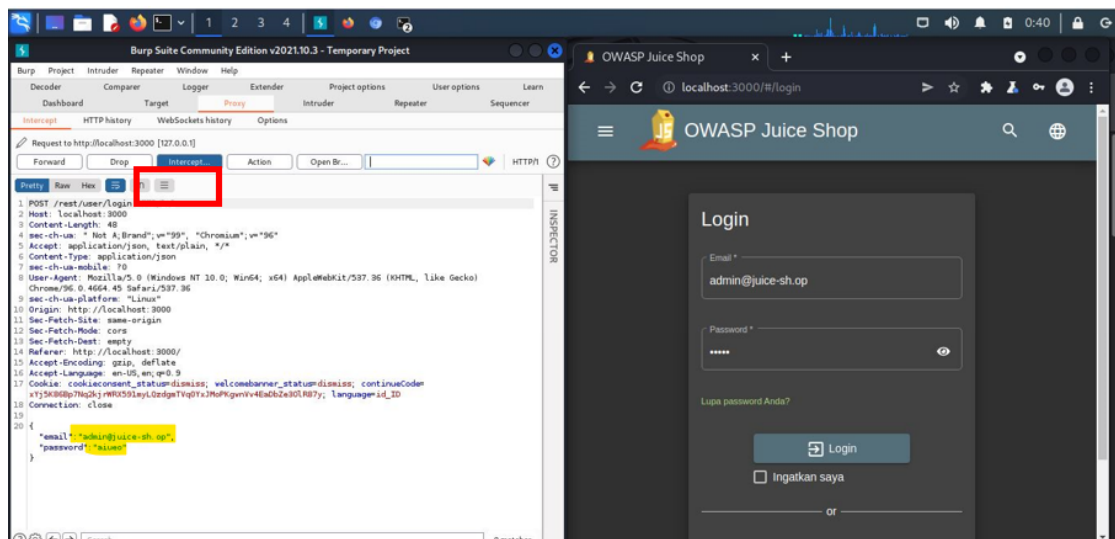 1 2 3 4
0:40
Burp Suite Community Edition v2021.10.3 - Temporary Project
Burp Project Intruder Repeater Window Help
Decoder Comparer Logger Extender Project options User options Learn
Dashboard Target Proxy Intruder Repeater Sequencer
Intercept HTTP history WebSockets history Options
Request to http://localhost:3000 [127.0.0.1]
Forward Drop Intercept... Action Open Br... HTTP/1
Pretty Raw Hex
INSPECTOR
1 POST /rest/user/login
2 Host: localhost:3000
3 Content-Length: 48
4 sec-ch-ua: " Not A;Brand";v="99", "Chromium";v="96"
5 Accept: application/json, text/plain, */*
6 Content-Type: application/json
7 sec-ch-ua-mobile: ?0
8 User-Agent: Mozilla/5.0 (Windows NT 10.0; Win64; x64) AppleWebKit/537.36 (KHTML, like Gecko)
Chrome/96.0.4664.45 Safari/537.36
9 sec-ch-ua-platform: "Linux"
10 Origin: http://localhost:3000
11 Sec-Fetch-Site: same-origin
12 Sec-Fetch-Mode: cors
13 Sec-Fetch-Dest: empty
14 Referer: http://localhost:3000/
15 Accept-Encoding: gzip, deflate
16 Accept-Language: en-US,en;q=0.9
17 Cookie: cookieconsent_status=dismiss; welcomebanner_status=dismiss; continueCode=
language=id_ID
18 Connection: close
19
20 {
"email":"admin@juice-sh.op",
"password":"aiueo"
}
OWASP Juice Shop
localhost:3000/#/login
OWASP Juice Shop
Login
Email *
admin@juice-sh.op
Password *
•••••
Lupa password Anda?
Login
Ingatkan saya
or